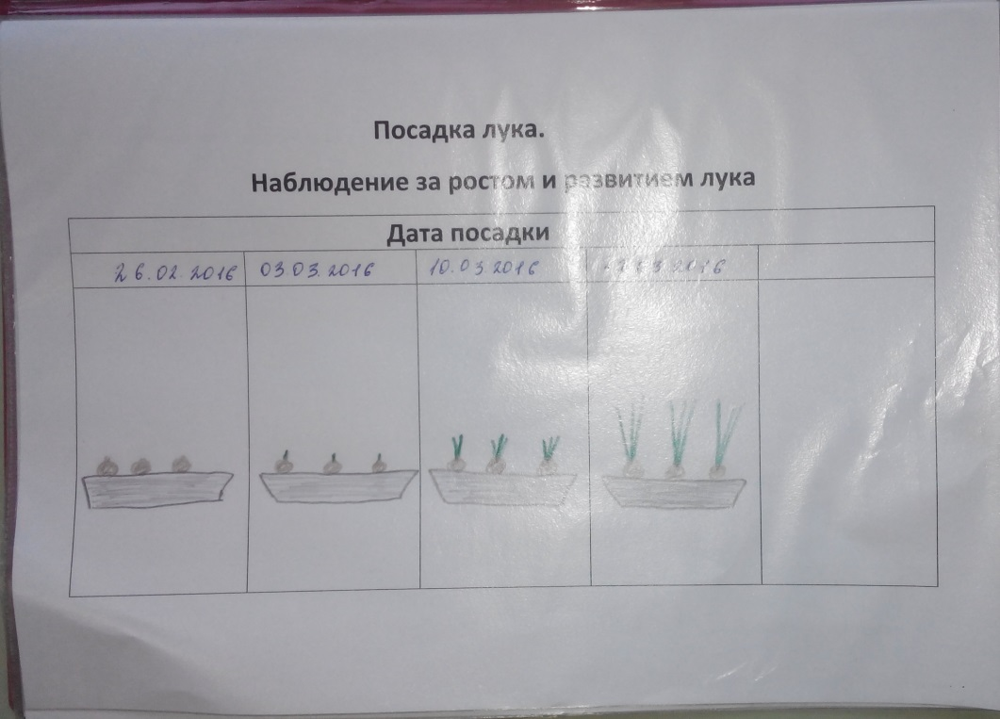 Посадка лука.
Наблюдение за ростом и развитием лука
Дата посадки
26.02.2016 03 03. 2016 10.03 2016